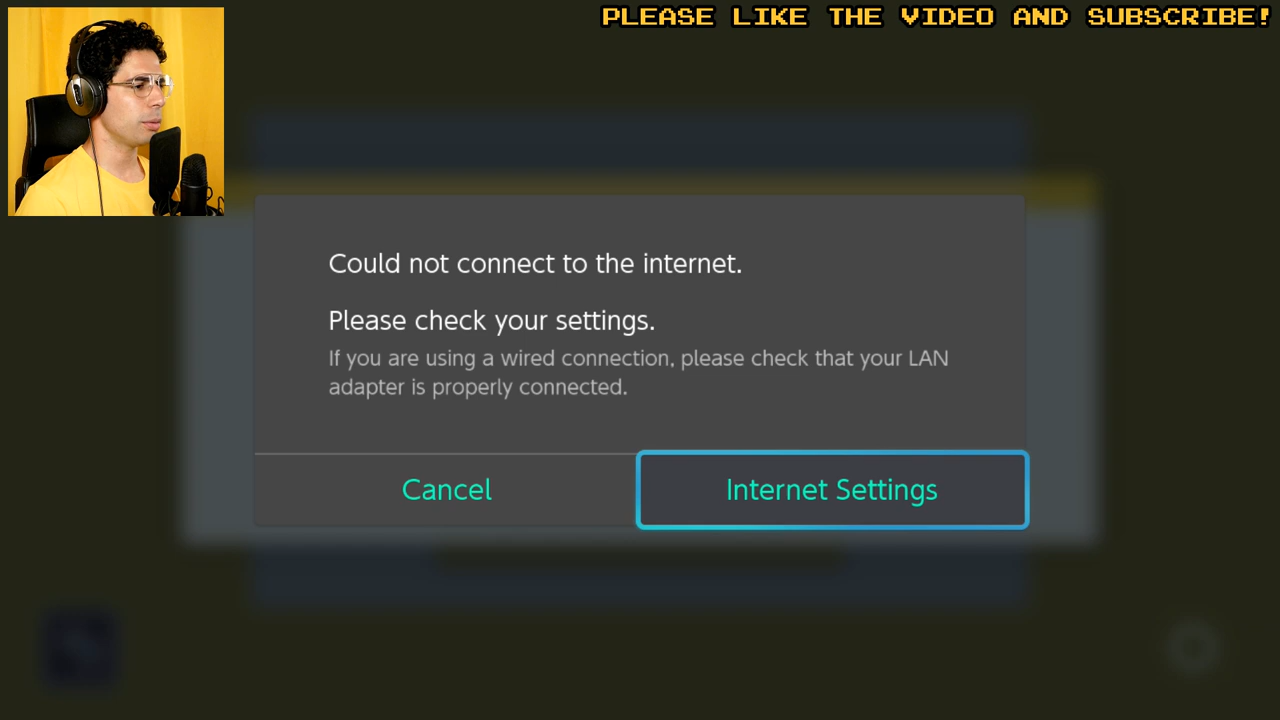 PLEASE LIKE THE VIDEO AND SUBSCRIBE!
Could not connect to the internet.
Please check your settings.
If you are using a wired connection, please check that your LAN
adapter is properly connected.
Cancel
Internet Settings